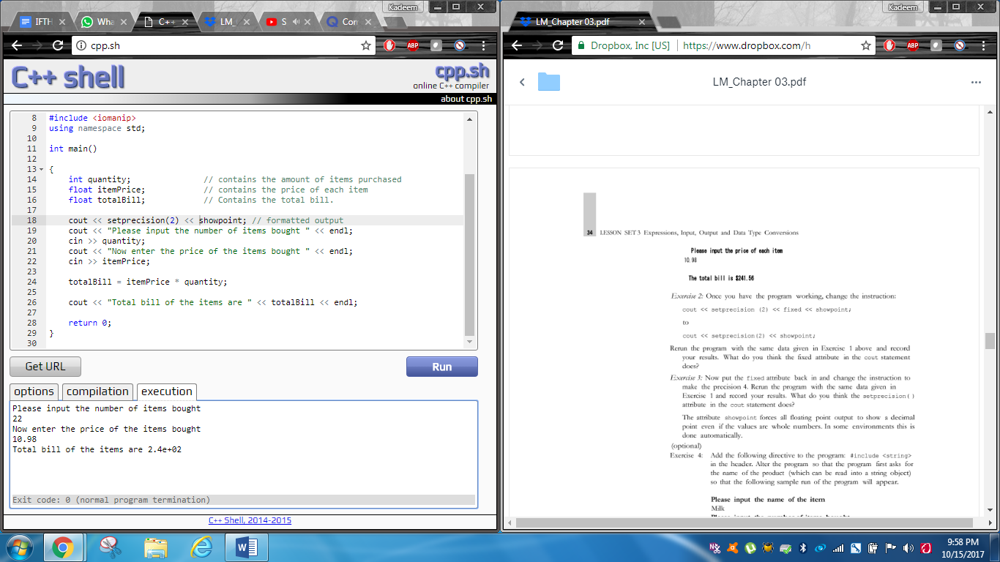 Kadeem
IFTH
Wha
C++
LM_
S
Con
cpp.sh
ABP
C++ shell
cpp.sh
online C++ compiler
about cpp.sh
8 #include <iomanip>
9 using namespace std;
10
11 int main()
12
13 {
14 int quantity; // contains the amount of items purchased
15 float itemPrice; // contains the price of each item
16 float totalBill; // Contains the total bill.
17
18 cout << setprecision(2) << showpoint; // formatted output
19 cout << "Please input the number of items bought " << endl;
20 cin >> quantity;
21 cout << "Now enter the price of the items bought " << endl;
22 cin >> itemPrice;
23
24 totalBill = itemPrice * quantity;
25
26 cout << "Total bill of the items are " << totalBill << endl;
27
28 return 0;
29 }
30
Get URL
Run
options
compilation
execution
Please input the number of items bought
22
Now enter the price of the items bought
10.98
Total bill of the items are 2.4e+02
Exit code: 0 (normal program termination)
C++ Shell, 2014-2015
Kadeem
LM_Chapter 03.pdf
Dropbox, Inc [US]
https://www.dropbox.com/h
ABP
LM_Chapter 03.pdf
34 LESSON SET 3 Expressions, Input, Output and Data Type Conversions
Please input the price of each item
10.98
The total bill is $241.56
Exercise 2: Once you have the program working, change the instruction:
cout << setprecision (2) << fixed << showpoint;
to
cout << setprecision(2) << showpoint;
Rerun the program with the same data given in Exercise 1 above and record
your results. What do you think the fixed attribute in the cout statement
does?
Exercise 3: Now put the fixed attribute back in and change the instruction to
make the precision 4. Rerun the program with the same data given in
Exercise 1 and record your results. What do you think the setprecision( )
attribute in the cout statement does?
The attribute showpoint forces all floating point output to show a decimal
point even if the values are whole numbers. In some environments this is
done automatically.
(optional)
Exercise 4: Add the following directive to the program: #include <string>
in the header. Alter the program so that the program first asks for
the name of the product (which can be read into a string object)
so that the following sample run of the program will appear.
Please input the name of the item
Milk
9:58 PM
10/15/2017